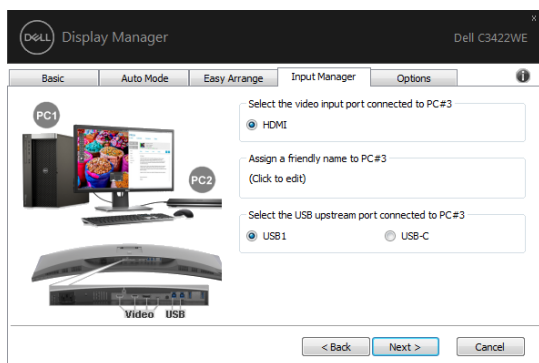 DELL Display Manager
Dell C3422WE
Basic
Auto Mode
Easy Arrange
Input Manager
Options
Select the video input port connected to PC#3
HDMI
Assign a friendly name to PC#3
(Click to edit)
Select the USB upstream port connected to PC#3
USB1
USB-C
PC1
PC2
Video USB
< Back
Next >
Cancel